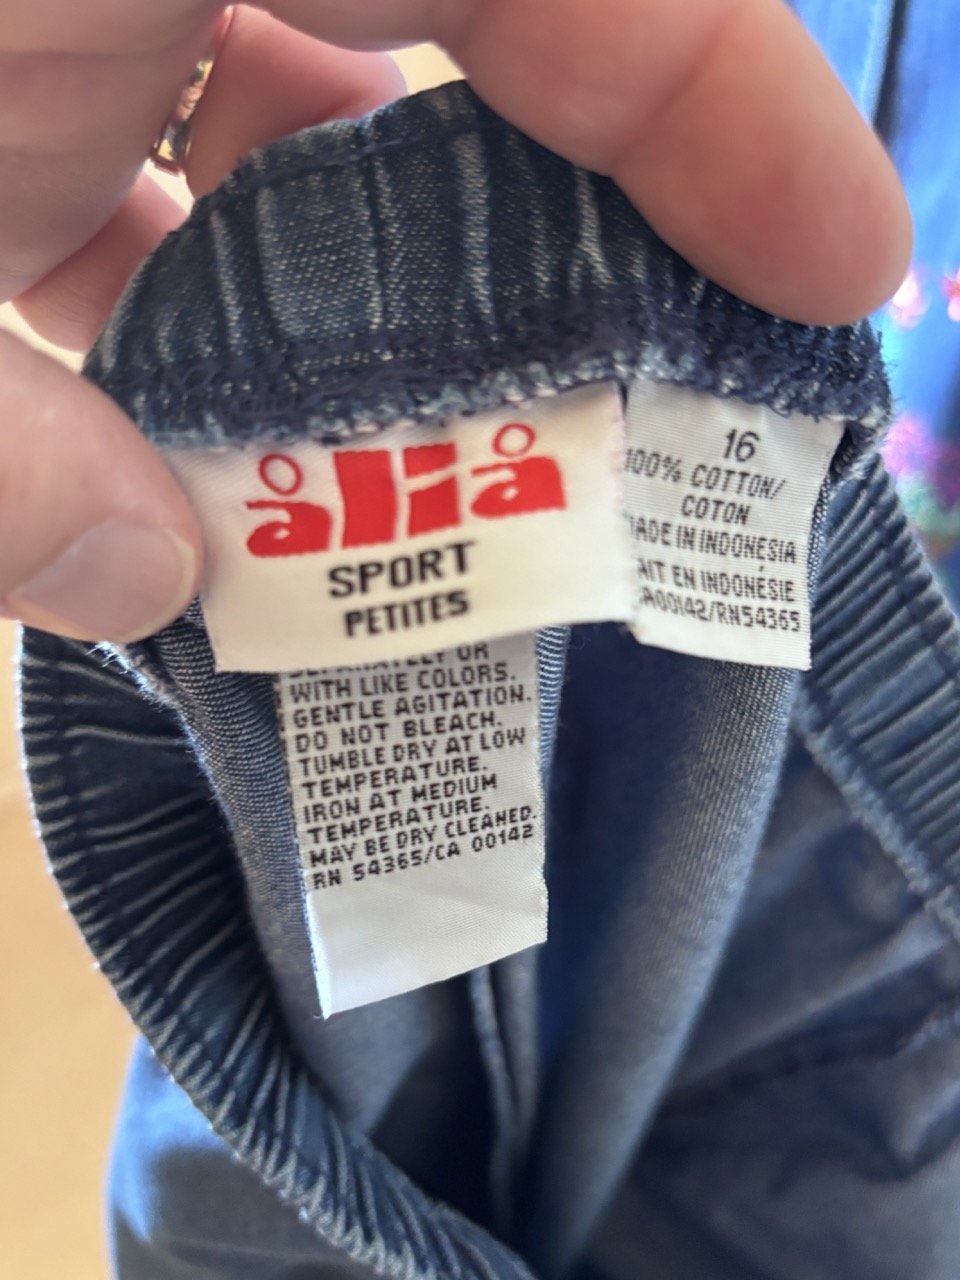 alia
SPORT
PETITES
16
100% COTTON/
COTON
MADE IN INDONESIA
FAIT EN INDONÉSIE
CA00142/RN54365
SEPARATELY OR
WITH LIKE COLORS.
GENTLE AGITATION.
DO NOT BLEACH.
TUMBLE DRY AT LOW
TEMPERATURE.
IRON AT MEDIUM
TEMPERATURE.
MAY BE DRY CLEANED.
RN 54365/CA 00142